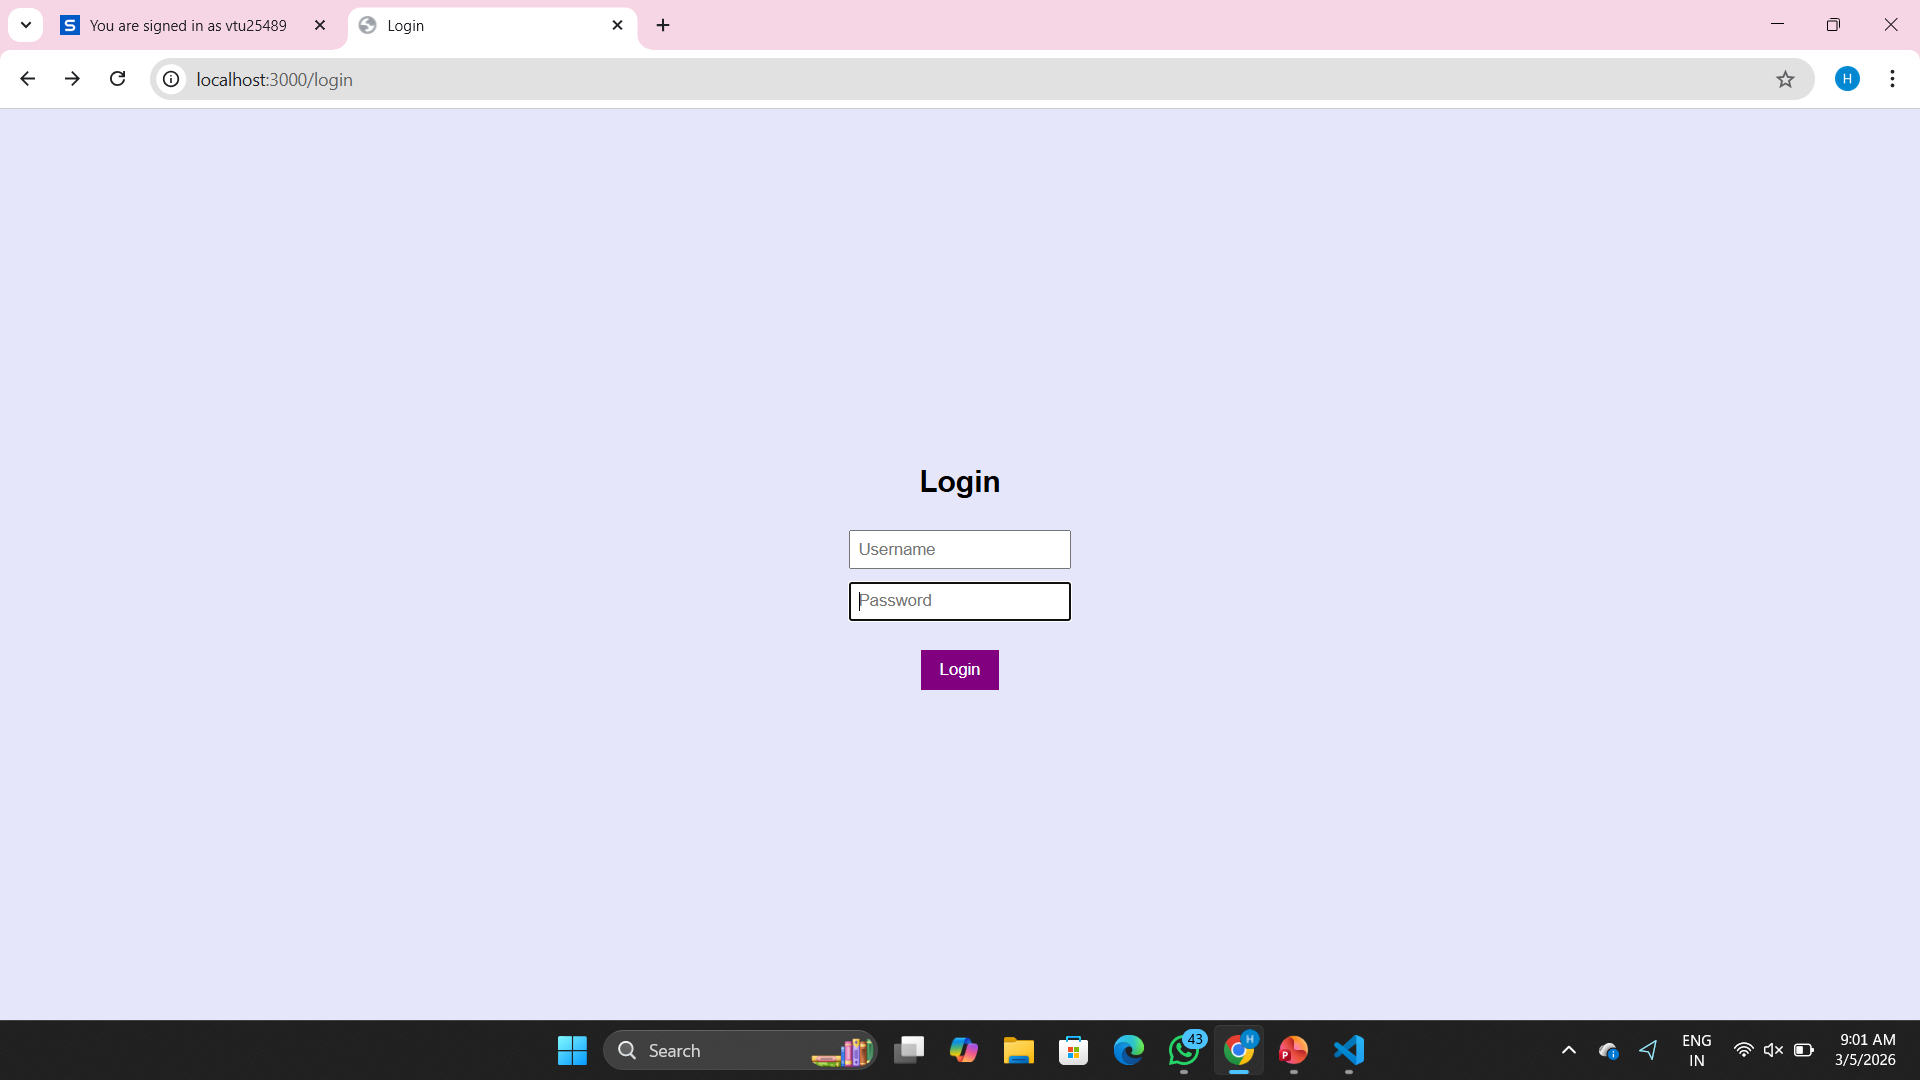 You are signed in as vtu25489
Login
localhost:3000/login
H
Login
Username
Password
Login
Search
43
H
P
ENG
IN
9:01 AM
3/5/2026